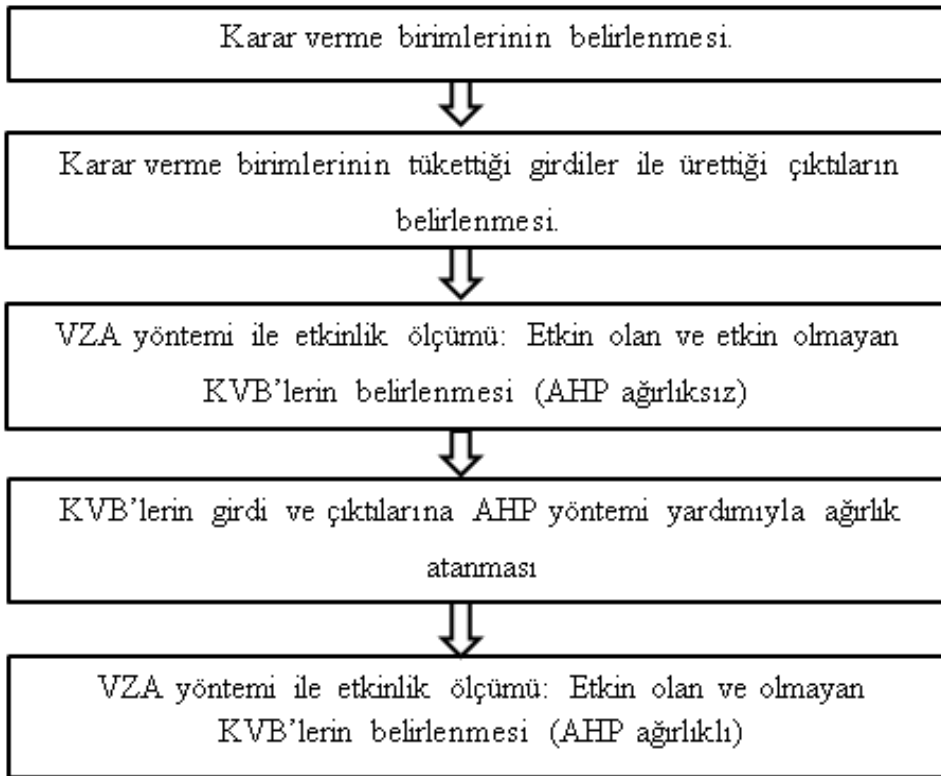 Karar verme birimlerinin belirlenmesi.
Karar verme birimlerinin tükettiği girdiler ile ürettiği çıktıların
belirlenmesi.
VZA yöntemi ile etkinlik ölçümü: Etkin olan ve etkin olmayan
KVB’lerin belirlenmesi (AHP ağırlıksız)
KVB’lerin girdi ve çıktılarına AHP yöntemi yardımıyla ağırlık
atanması
VZA yöntemi ile etkinlik ölçümü: Etkin olan ve olmayan
KVB’lerin belirlenmesi (AHP ağırlıklı)